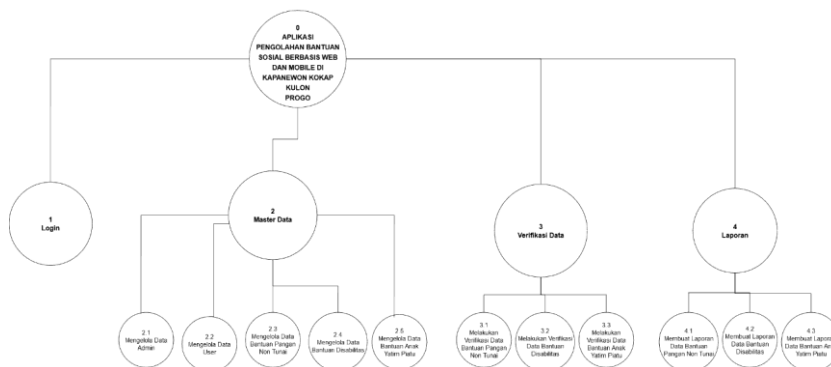 0
APLIKASI
PENGOLAHAN BANTUAN
SOSIAL BERBASIS WEB
DAN MOBILE DI
KAPANEWON KOKAP
KULON
PROGO
1
Login
2
Master Data
3
Verifikasi Data
4
Laporan
2.1
Mengelola Data
Admin
2.2
Mengelola Data
User
2.3
Mengelola Data
Bantuan Pangan
Non Tunai
2.4
Mengelola Data
Bantuan Disabilitas
2.5
Mengelola Data
Bantuan Anak
Yatim Piatu
3.1
Melakukan
Verifikasi Data
Bantuan Pangan
Non Tunai
3.2
Melakukan Verifikasi
Data Bantuan
Disabilitas
3.3
Melakukan
Verifikasi Data
Bantuan Anak
Yatim Piatu
4.1
Membuat Laporan
Data Bantuan
Pangan Non Tunai
4.2
Membuat Laporan
Data Bantuan
Disabilitas
4.3
Membuat Laporan
Data Bantuan Anak
Yatim Piatu